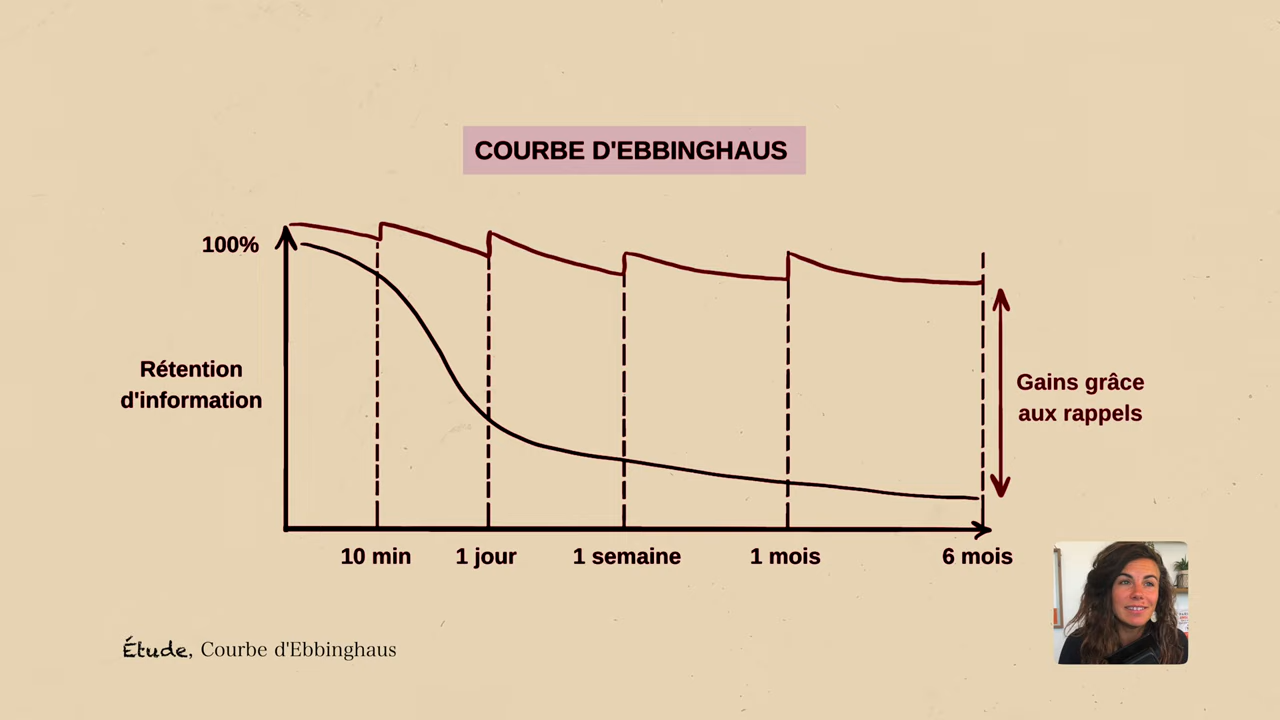 COURBE D'EBBINGHAUS
100%
Rétention
d'information
Gains grâce
aux rappels
10 min
1 jour
1 semaine
1 mois
6 mois
Étude, Courbe d'Ebbinghaus